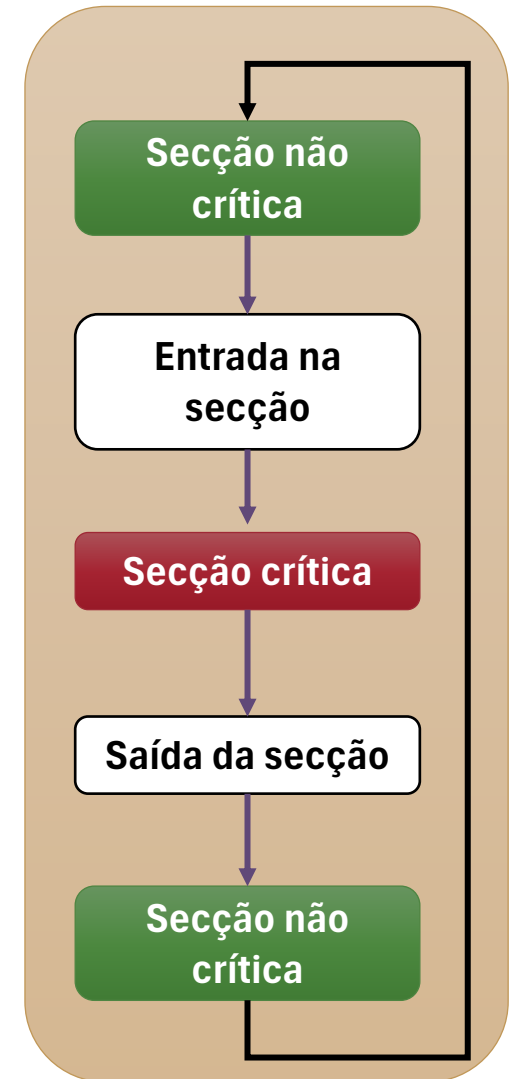 Secção não
crítica
Entrada na
secção
Secção crítica
Saída da secção
Secção não
crítica